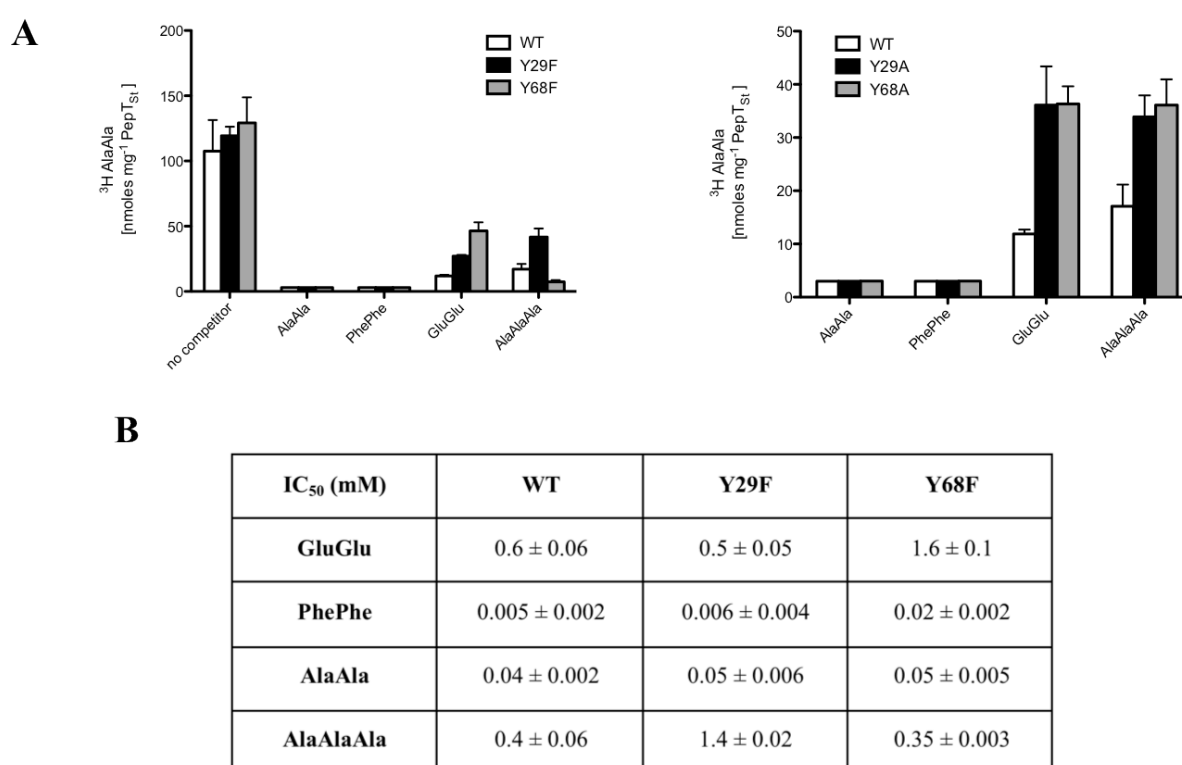 A
200
150
100
50
0
³H AlaAla
[nmoles mg⁻¹ PepT_St ]
WT
Y29F
Y68F
no competitor
AlaAla
PhePhe
GluGlu
AlaAlaAla
50
40
30
20
10
0
³H AlaAla
[nmoles mg⁻¹ PepT_St]
WT
Y29A
Y68A
AlaAla
PhePhe
GluGlu
AlaAlaAla
B
IC₅₀ (mM) WT Y29F Y68F
GluGlu 0.6 ± 0.06 0.5 ± 0.05 1.6 ± 0.1
PhePhe 0.005 ± 0.002 0.006 ± 0.004 0.02 ± 0.002
AlaAla 0.04 ± 0.002 0.05 ± 0.006 0.05 ± 0.005
AlaAlaAla 0.4 ± 0.06 1.4 ± 0.02 0.35 ± 0.003